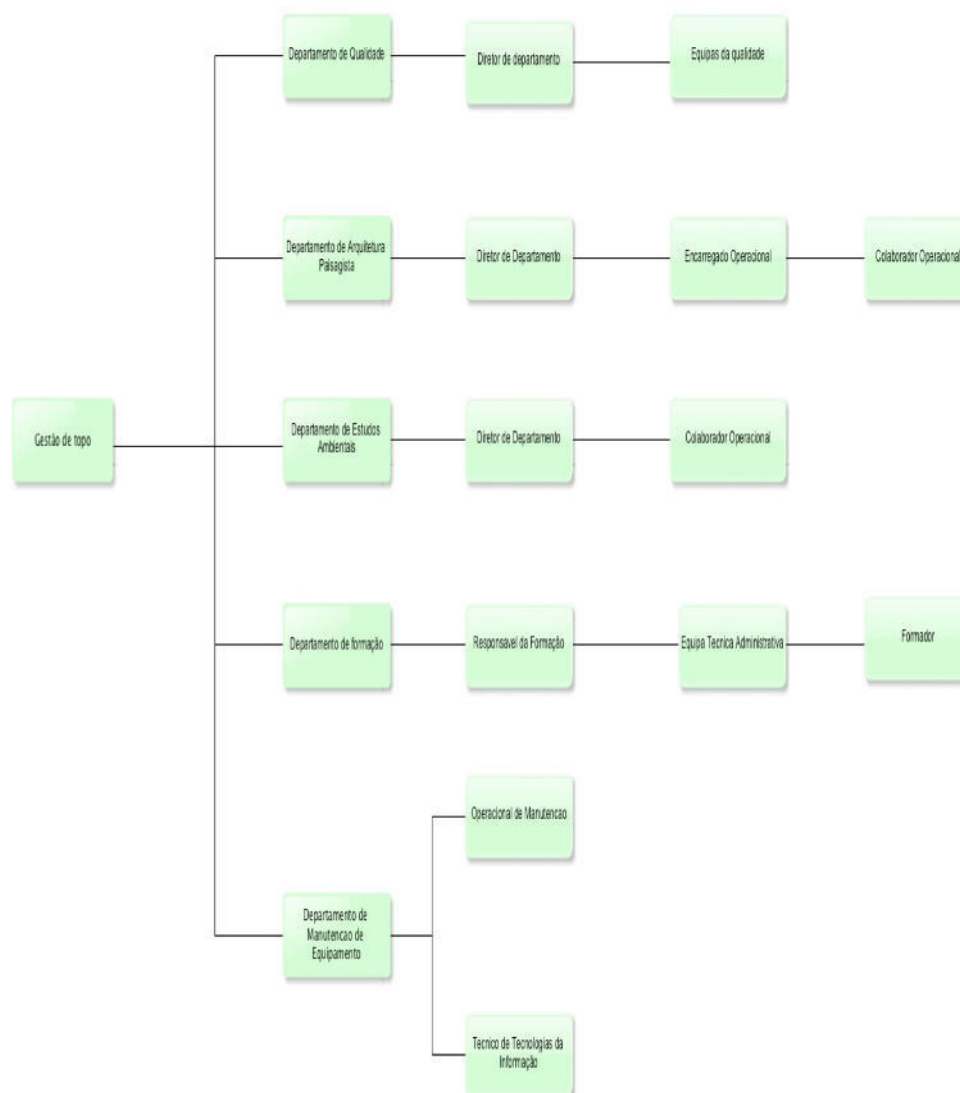 Departamento de Qualidade
Diretor de departamento
Equipas da qualidade
Departamento de Arquitetura
Paisagista
Diretor de Departamento
Encarregado Operacional
Colaborador Operacional
Gestão de topo
Departamento de Estudos
Ambientais
Diretor de Departamento
Colaborador Operacional
Departamento de formação
Responsavel da Formação
Equipa Tecnica Administrativa
Formador
Operacional de Manutencao
Departamento de
Manutencao de
Equipamento
Tecnico de Tecnologias da
Informação